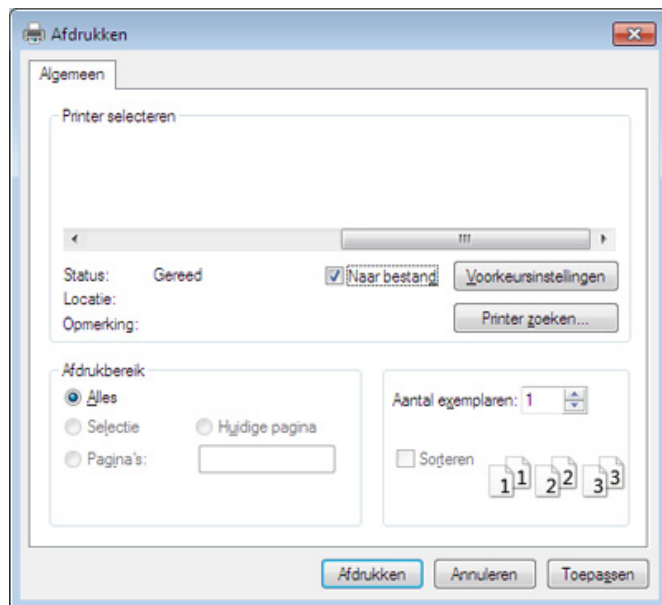 Afdrukken
Algemeen
Printer selecteren
Status: Gereed
Naar bestand
Voorkeursinstellingen
Locatie:
Opmerking:
Printer zoeken...
Afdrukbereik
Alles
Selectie
Huidige pagina
Pagina's:
Aantal exemplaren: 1
Sorteren
1 1 2 2 3 3
Afdrukken
Annuleren
Toepassen